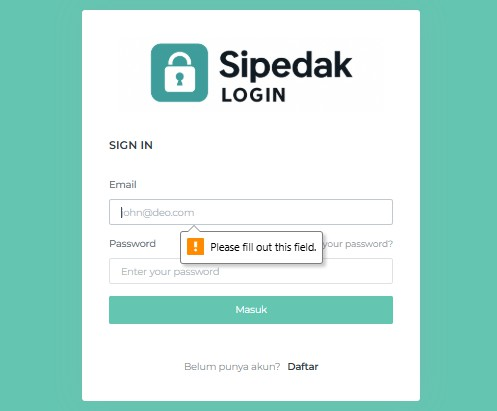 Sipedak
LOGIN
SIGN IN
Email
john@deo.com
Please fill out this field.
Password your password?
Enter your password
Masuk
Belum punya akun? Daftar